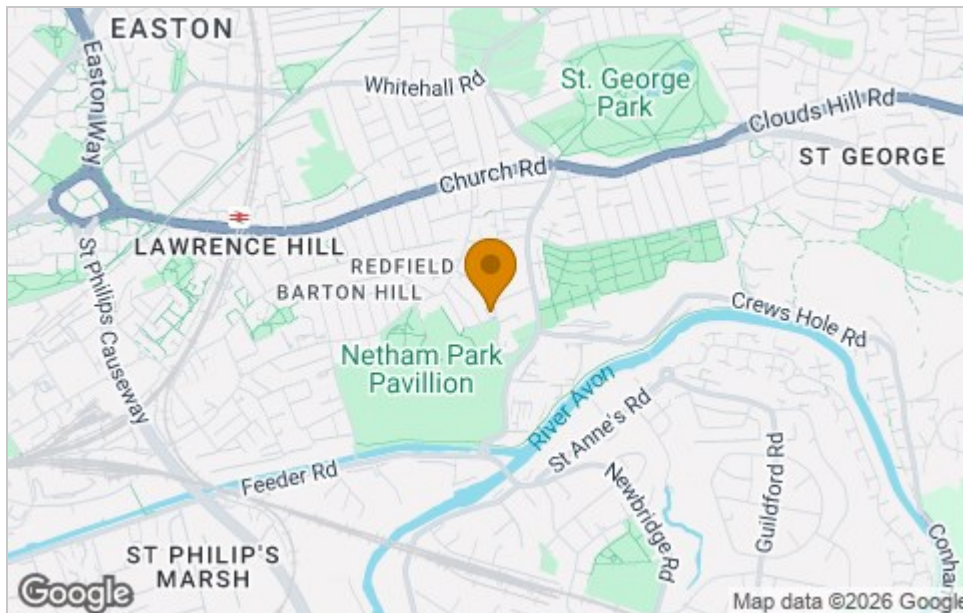 EASTON
Easton Way
Whitehall Rd
St. George
Park
Clouds Hill Rd
ST GEORGE
Church Rd
LAWRENCE HILL
REDFIELD
BARTON HILL
St Philips Causeway
Crews Hole Rd
Netham Park
Pavillion
River Avon
St Anne's Rd
Feeder Rd
Newbridge Rd
Guildford Rd
Conha
ST PHILIP'S
MARSH
Google
Map data ©2026 Google